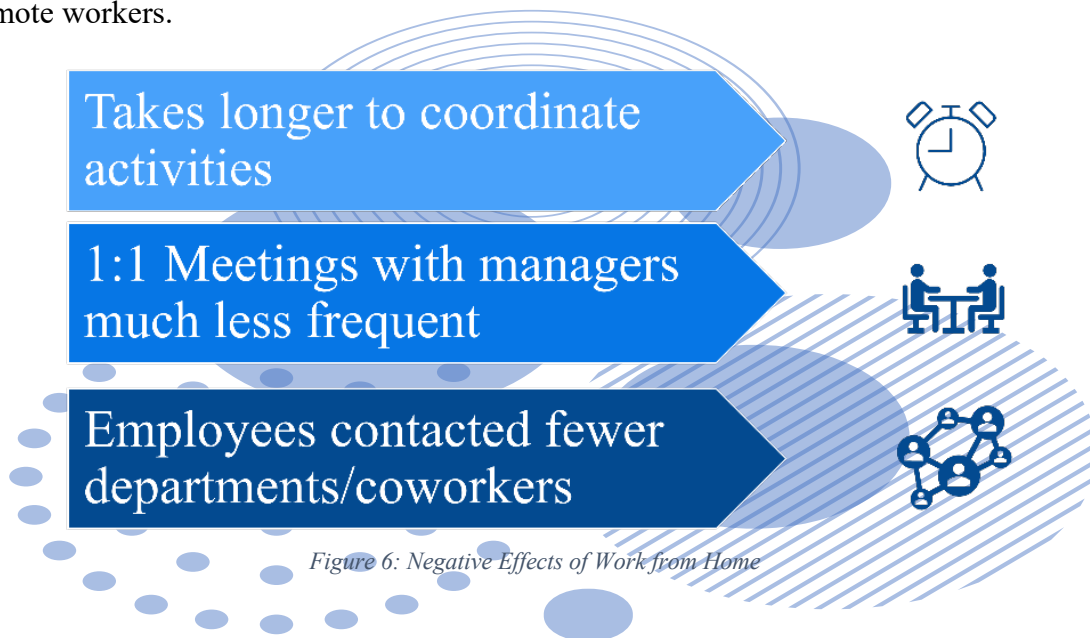 mote workers.
Takes longer to coordinate
activities
1:1 Meetings with managers
much less frequent
Employees contacted fewer
departments/coworkers
Figure 6: Negative Effects of Work from Home